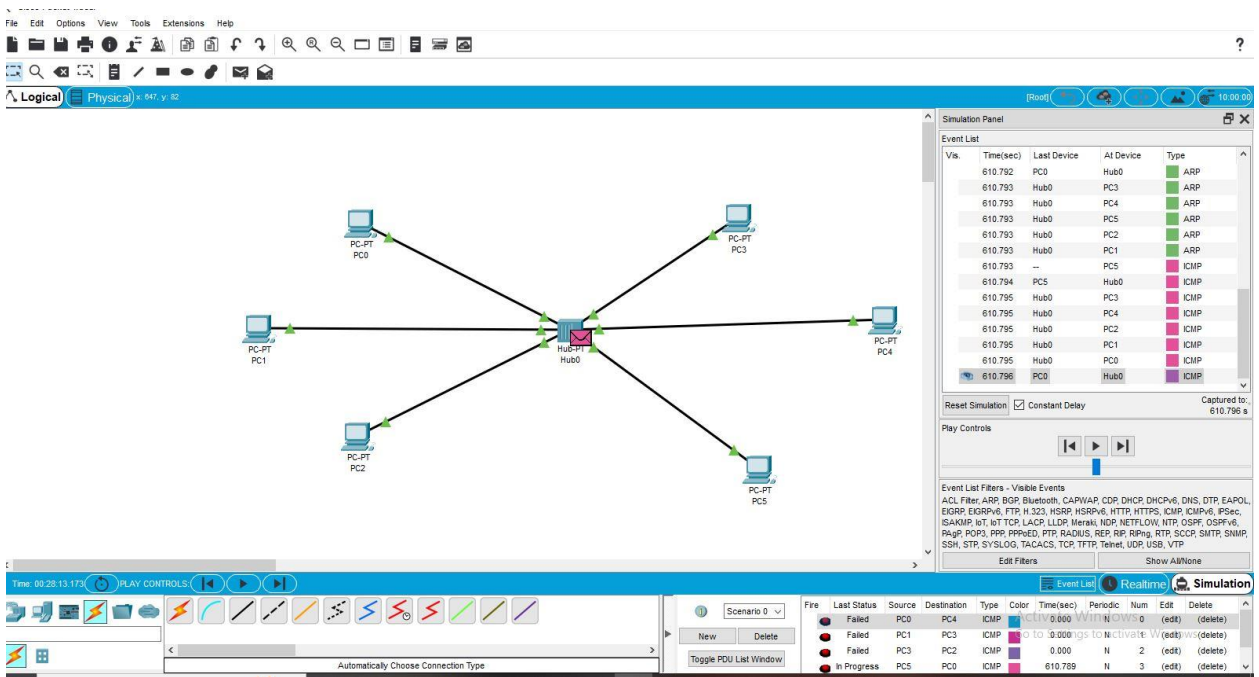 File Edit Options View Tools Extensions Help
?
Logical Physical x: 647, y: 82 [Root] 10:00:00
Simulation Panel
Event List
Vis. Time(sec) Last Device At Device Type
610.792 PC0 Hub0 ARP
610.793 Hub0 PC3 ARP
610.793 Hub0 PC4 ARP
610.793 Hub0 PC5 ARP
610.793 Hub0 PC2 ARP
610.793 Hub0 PC1 ARP
610.793 -- PC5 ICMP
610.794 PC5 Hub0 ICMP
610.795 Hub0 PC3 ICMP
610.795 Hub0 PC4 ICMP
610.795 Hub0 PC2 ICMP
610.795 Hub0 PC1 ICMP
610.795 Hub0 PC0 ICMP
610.796 PC0 Hub0 ICMP
Reset Simulation Constant Delay Captured to:
610.796 s
Play Controls
Event List Filters - Visible Events
ACL Filter, ARP, BGP, Bluetooth, CAPWAP, CDP, DHCP, DHCPv6, DNS, DTP, EAPOL,
EIGRP, EIGRPv6, FTP, H.323, HSRP, HSRPv6, HTTP, HTTPS, ICMP, ICMPv6, IPSec,
ISAKMP, IoT, IoT TCP, LACP, LLDP, Meraki, NDP, NETFLOW, NTP, OSPF, OSPFv6,
PAgP, POP3, PPP, PPPoED, PTP, RADIUS, REP, RIP, RIPng, RTP, SCCP, SMTP, SNMP,
SSH, STP, SYSLOG, TACACS, TCP, TFTP, Telnet, UDP, USB, VTP
Edit Filters Show All/None
PC-PT
PC0
PC-PT
PC3
PC-PT
PC1
Hub-PT
Hub0
PC-PT
PC4
PC-PT
PC2
PC-PT
PC5
Time: 00:28:13.173 PLAY CONTROLS: Event List Realtime Simulation
Automatically Choose Connection Type
Scenario 0
New Delete
Toggle PDU List Window
Fire Last Status Source Destination Type Color Time(sec) Periodic Num Edit Delete
Failed PC0 PC4 ICMP 0.000 N 0 (edit) (delete)
Failed PC1 PC3 ICMP 0.000 N (edit) (delete)
Failed PC3 PC2 ICMP 0.000 N 2 (edit) (delete)
In Progress PC5 PC0 ICMP 610.789 N 3 (edit) (delete)
Activate Windows
Go to Settings to activate Windows